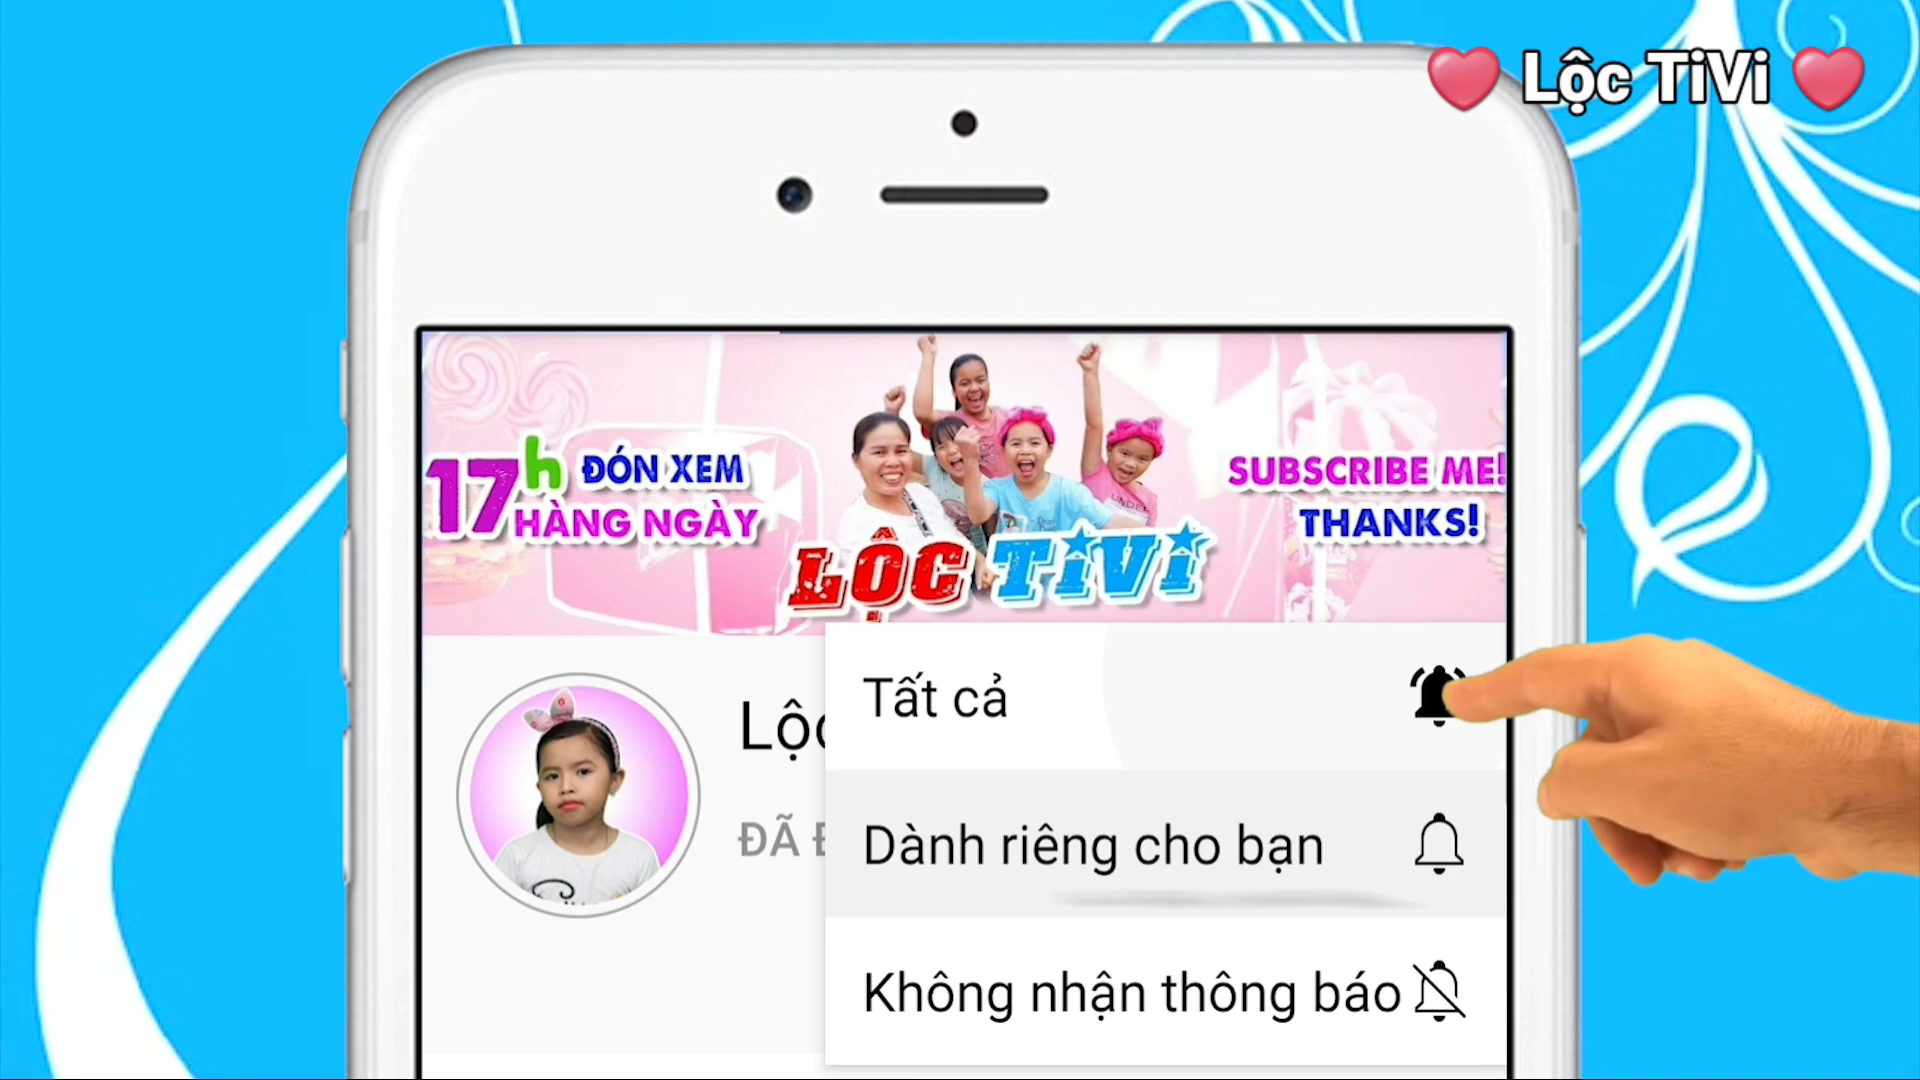 Lộc TiVi
17h ĐÓN XEM
HÀNG NGÀY
SUBSCRIBE ME!
THANKS!
LỘC TiVi
Lộc
ĐÃ
Tất cả
Dành riêng cho bạn
Không nhận thông báo